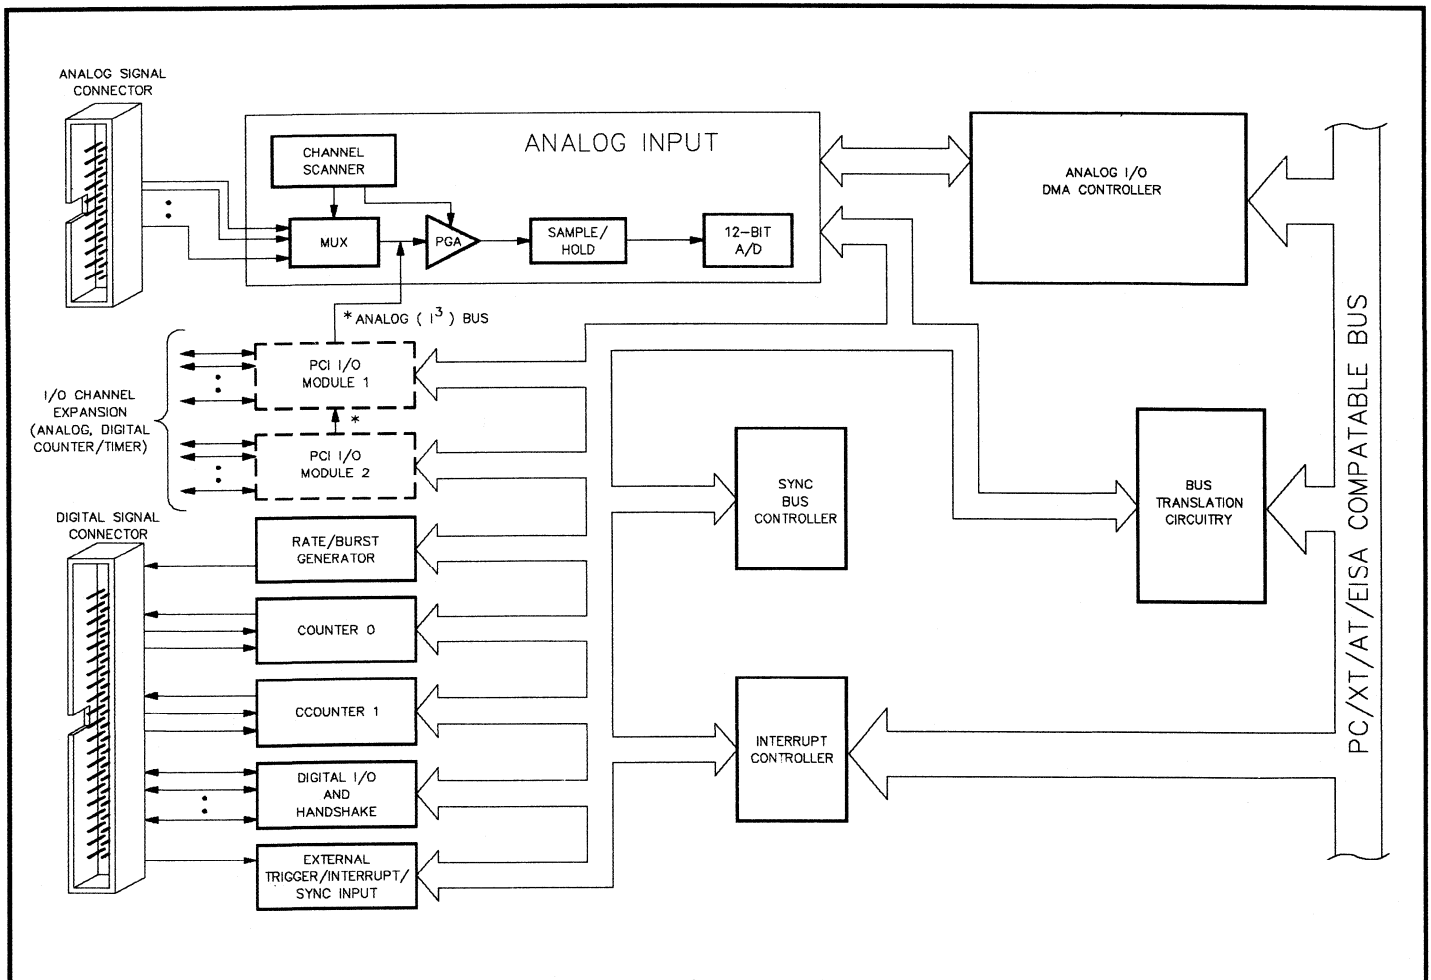 ANALOG SIGNAL
CONNECTOR
ANALOG INPUT
CHANNEL
SCANNER
MUX
PGA
SAMPLE/
HOLD
12-BIT
A/D
ANALOG I/O
DMA CONTROLLER
* ANALOG ( I³ ) BUS
PCI I/O
MODULE 1
*
PCI I/O
MODULE 2
I/O CHANNEL
EXPANSION
(ANALOG, DIGITAL
COUNTER/TIMER)
DIGITAL SIGNAL
CONNECTOR
RATE/BURST
GENERATOR
COUNTER 0
CCOUNTER 1
DIGITAL I/O
AND
HANDSHAKE
EXTERNAL
TRIGGER/INTERRUPT/
SYNC INPUT
SYNC
BUS
CONTROLLER
INTERRUPT
CONTROLLER
BUS
TRANSLATION
CIRCUITRY
PC/XT/AT/EISA COMPATABLE BUS